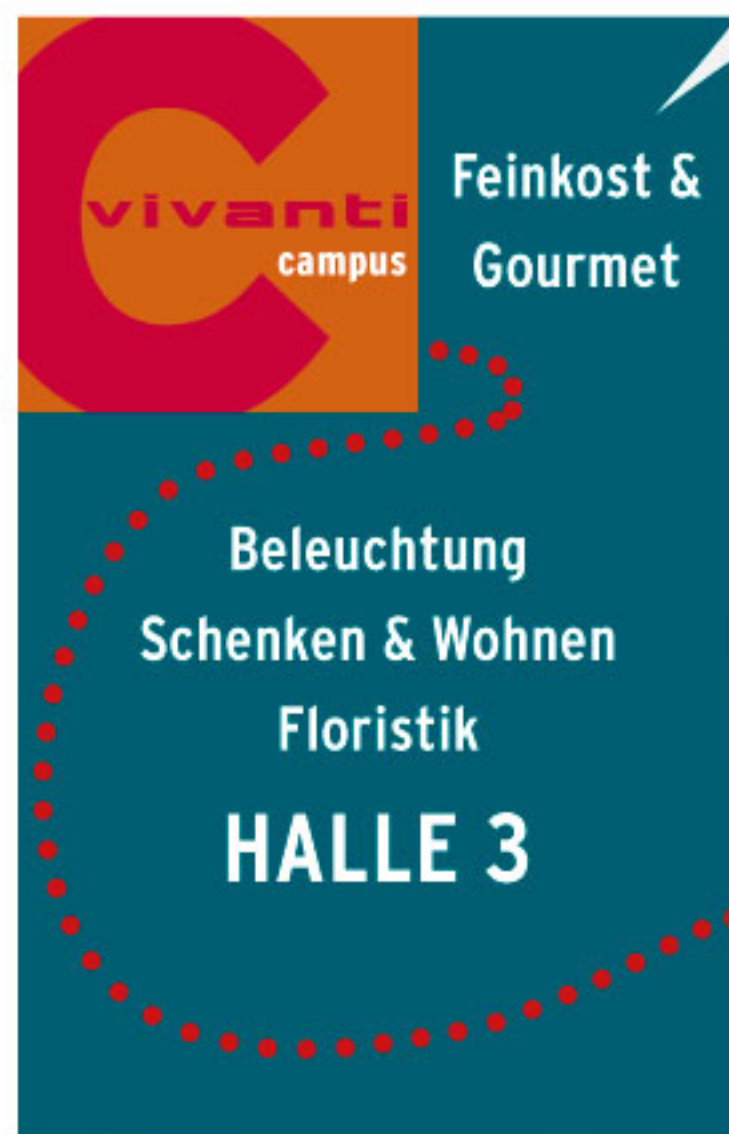 vivanti
campus
Feinkost &
Gourmet
Beleuchtung
Schenken & Wohnen
Floristik
HALLE 3